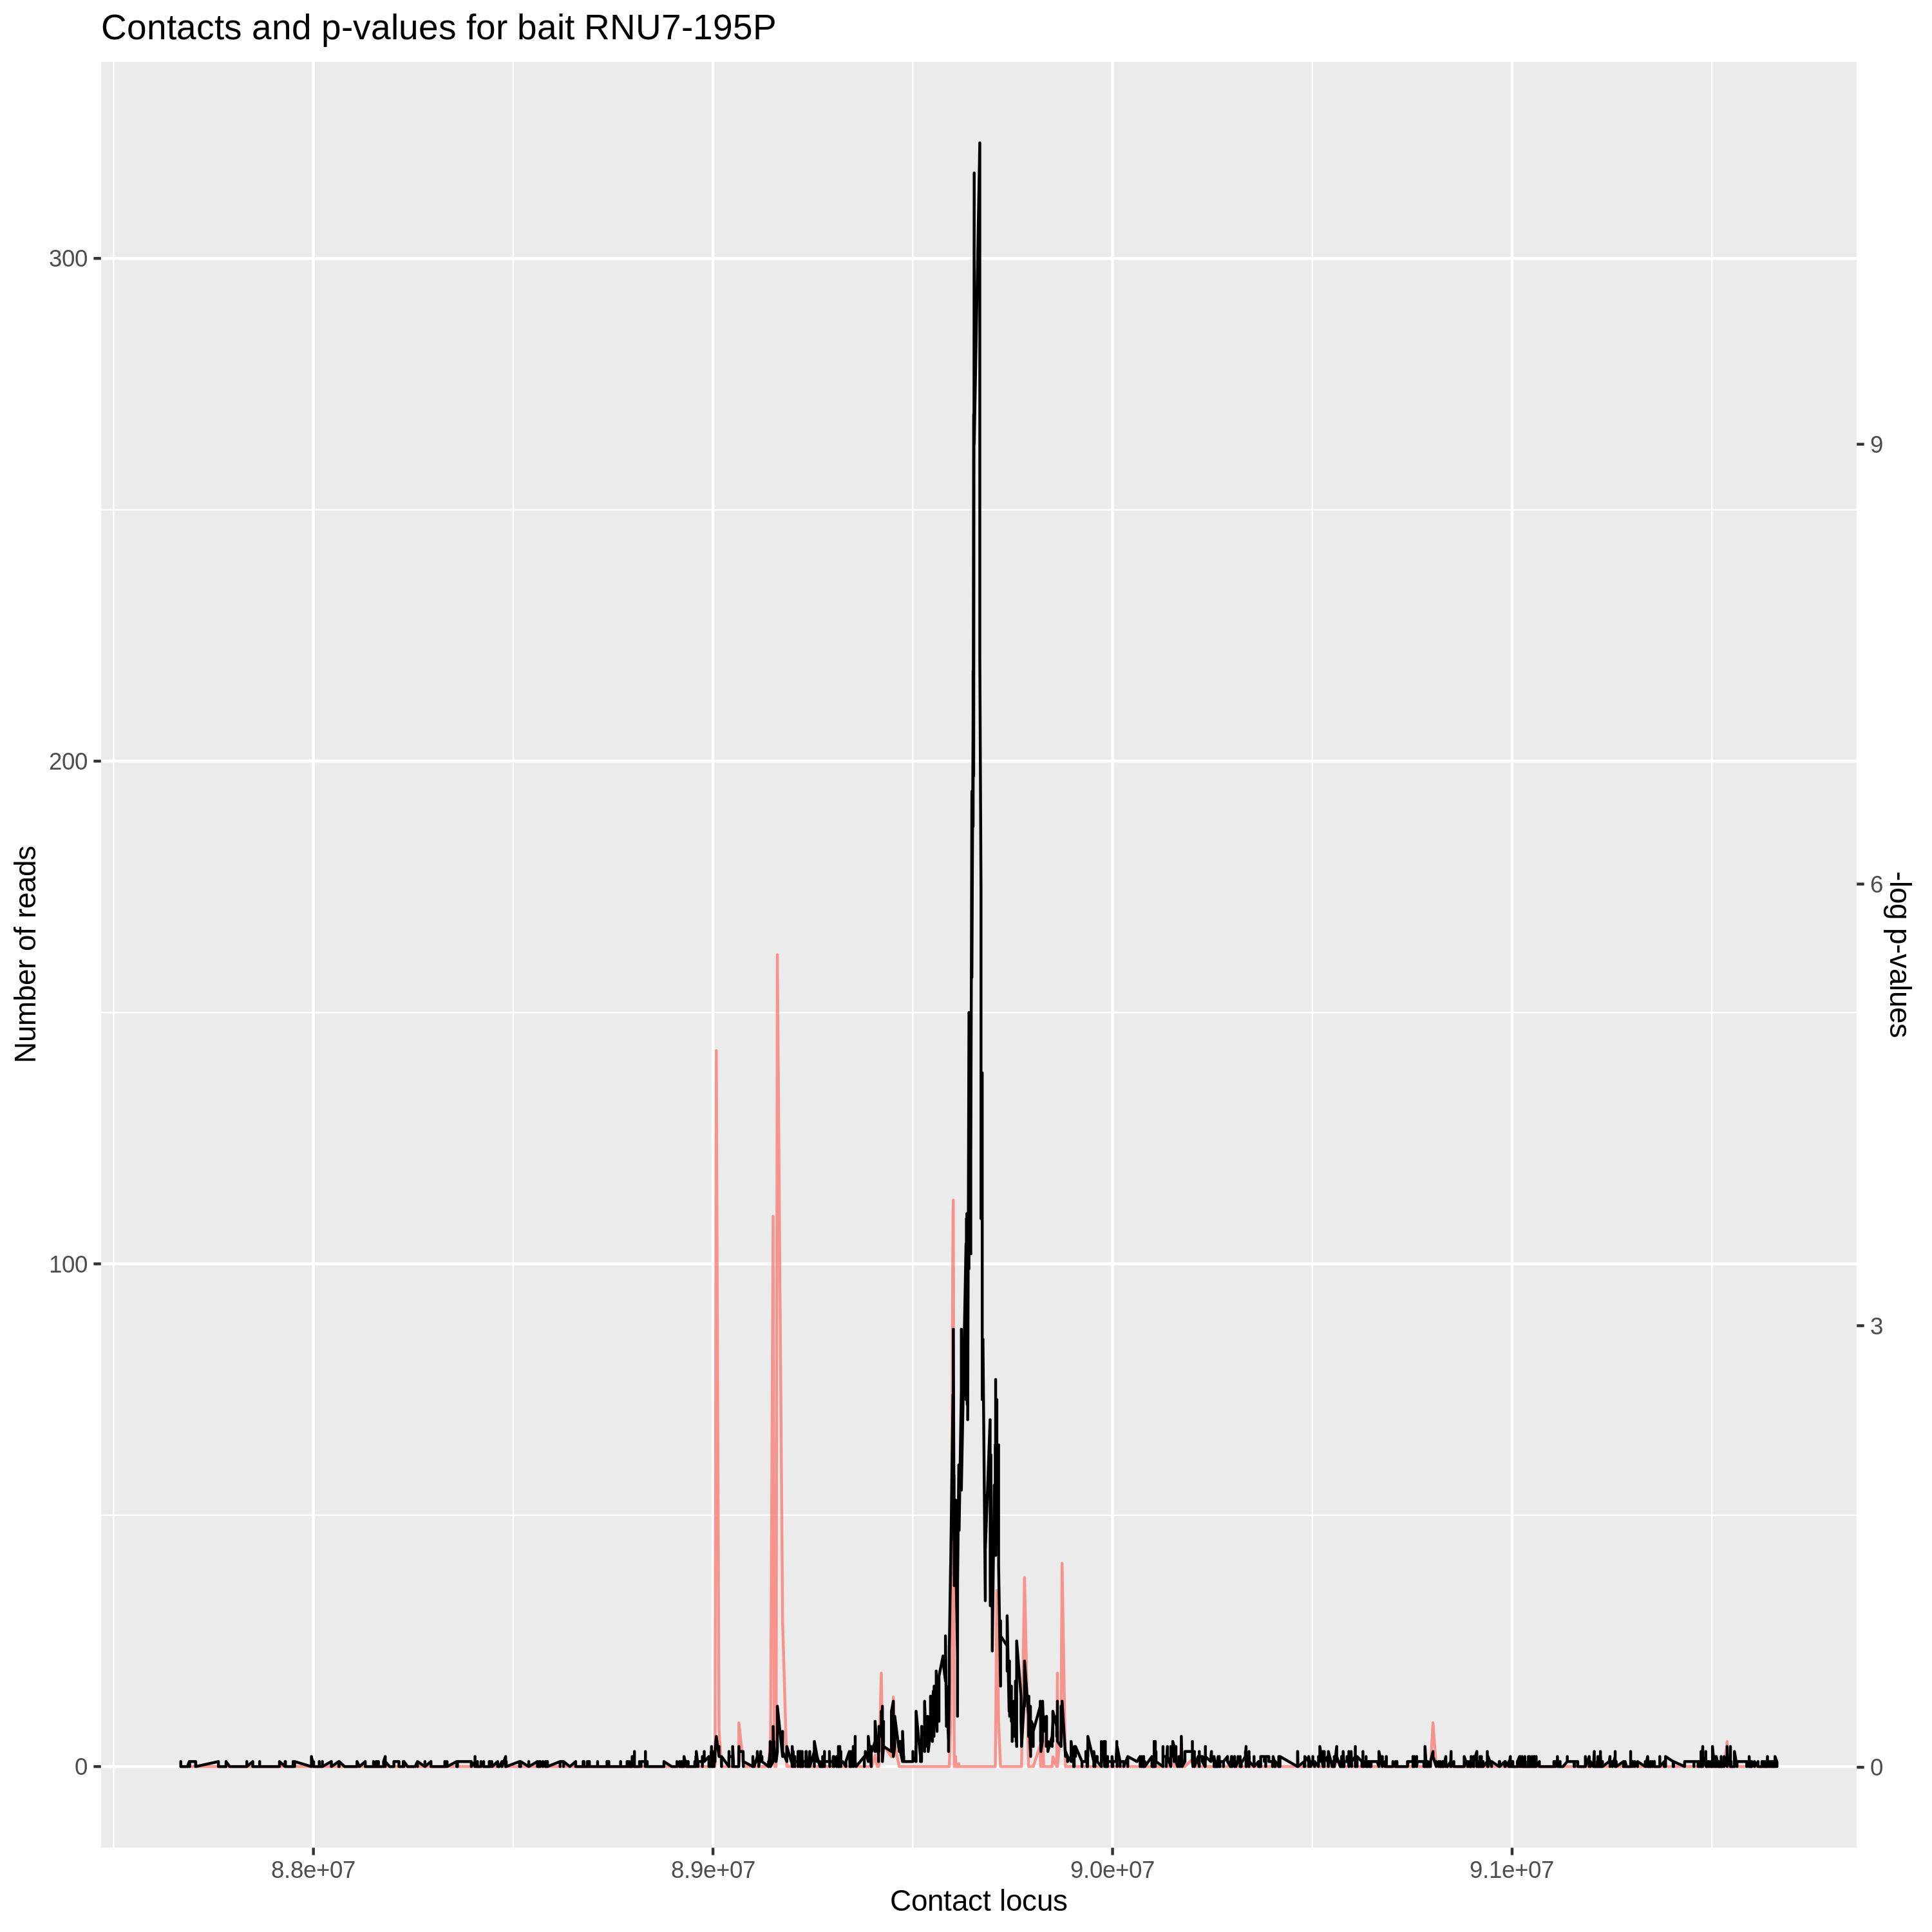 Contacts and p-values for bait RNU7-195P
300
200
100
0
Number of reads
9
6
3
0
-log p-values
8.8e+07
8.9e+07
9.0e+07
9.1e+07
Contact locus